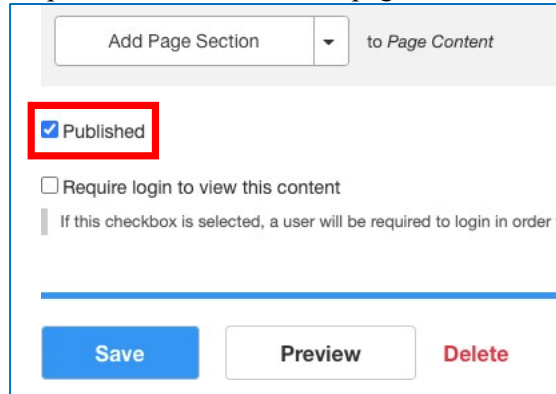 Add Page Section to Page Content
Published
Require login to view this content
If this checkbox is selected, a user will be required to login in order
Save Preview Delete